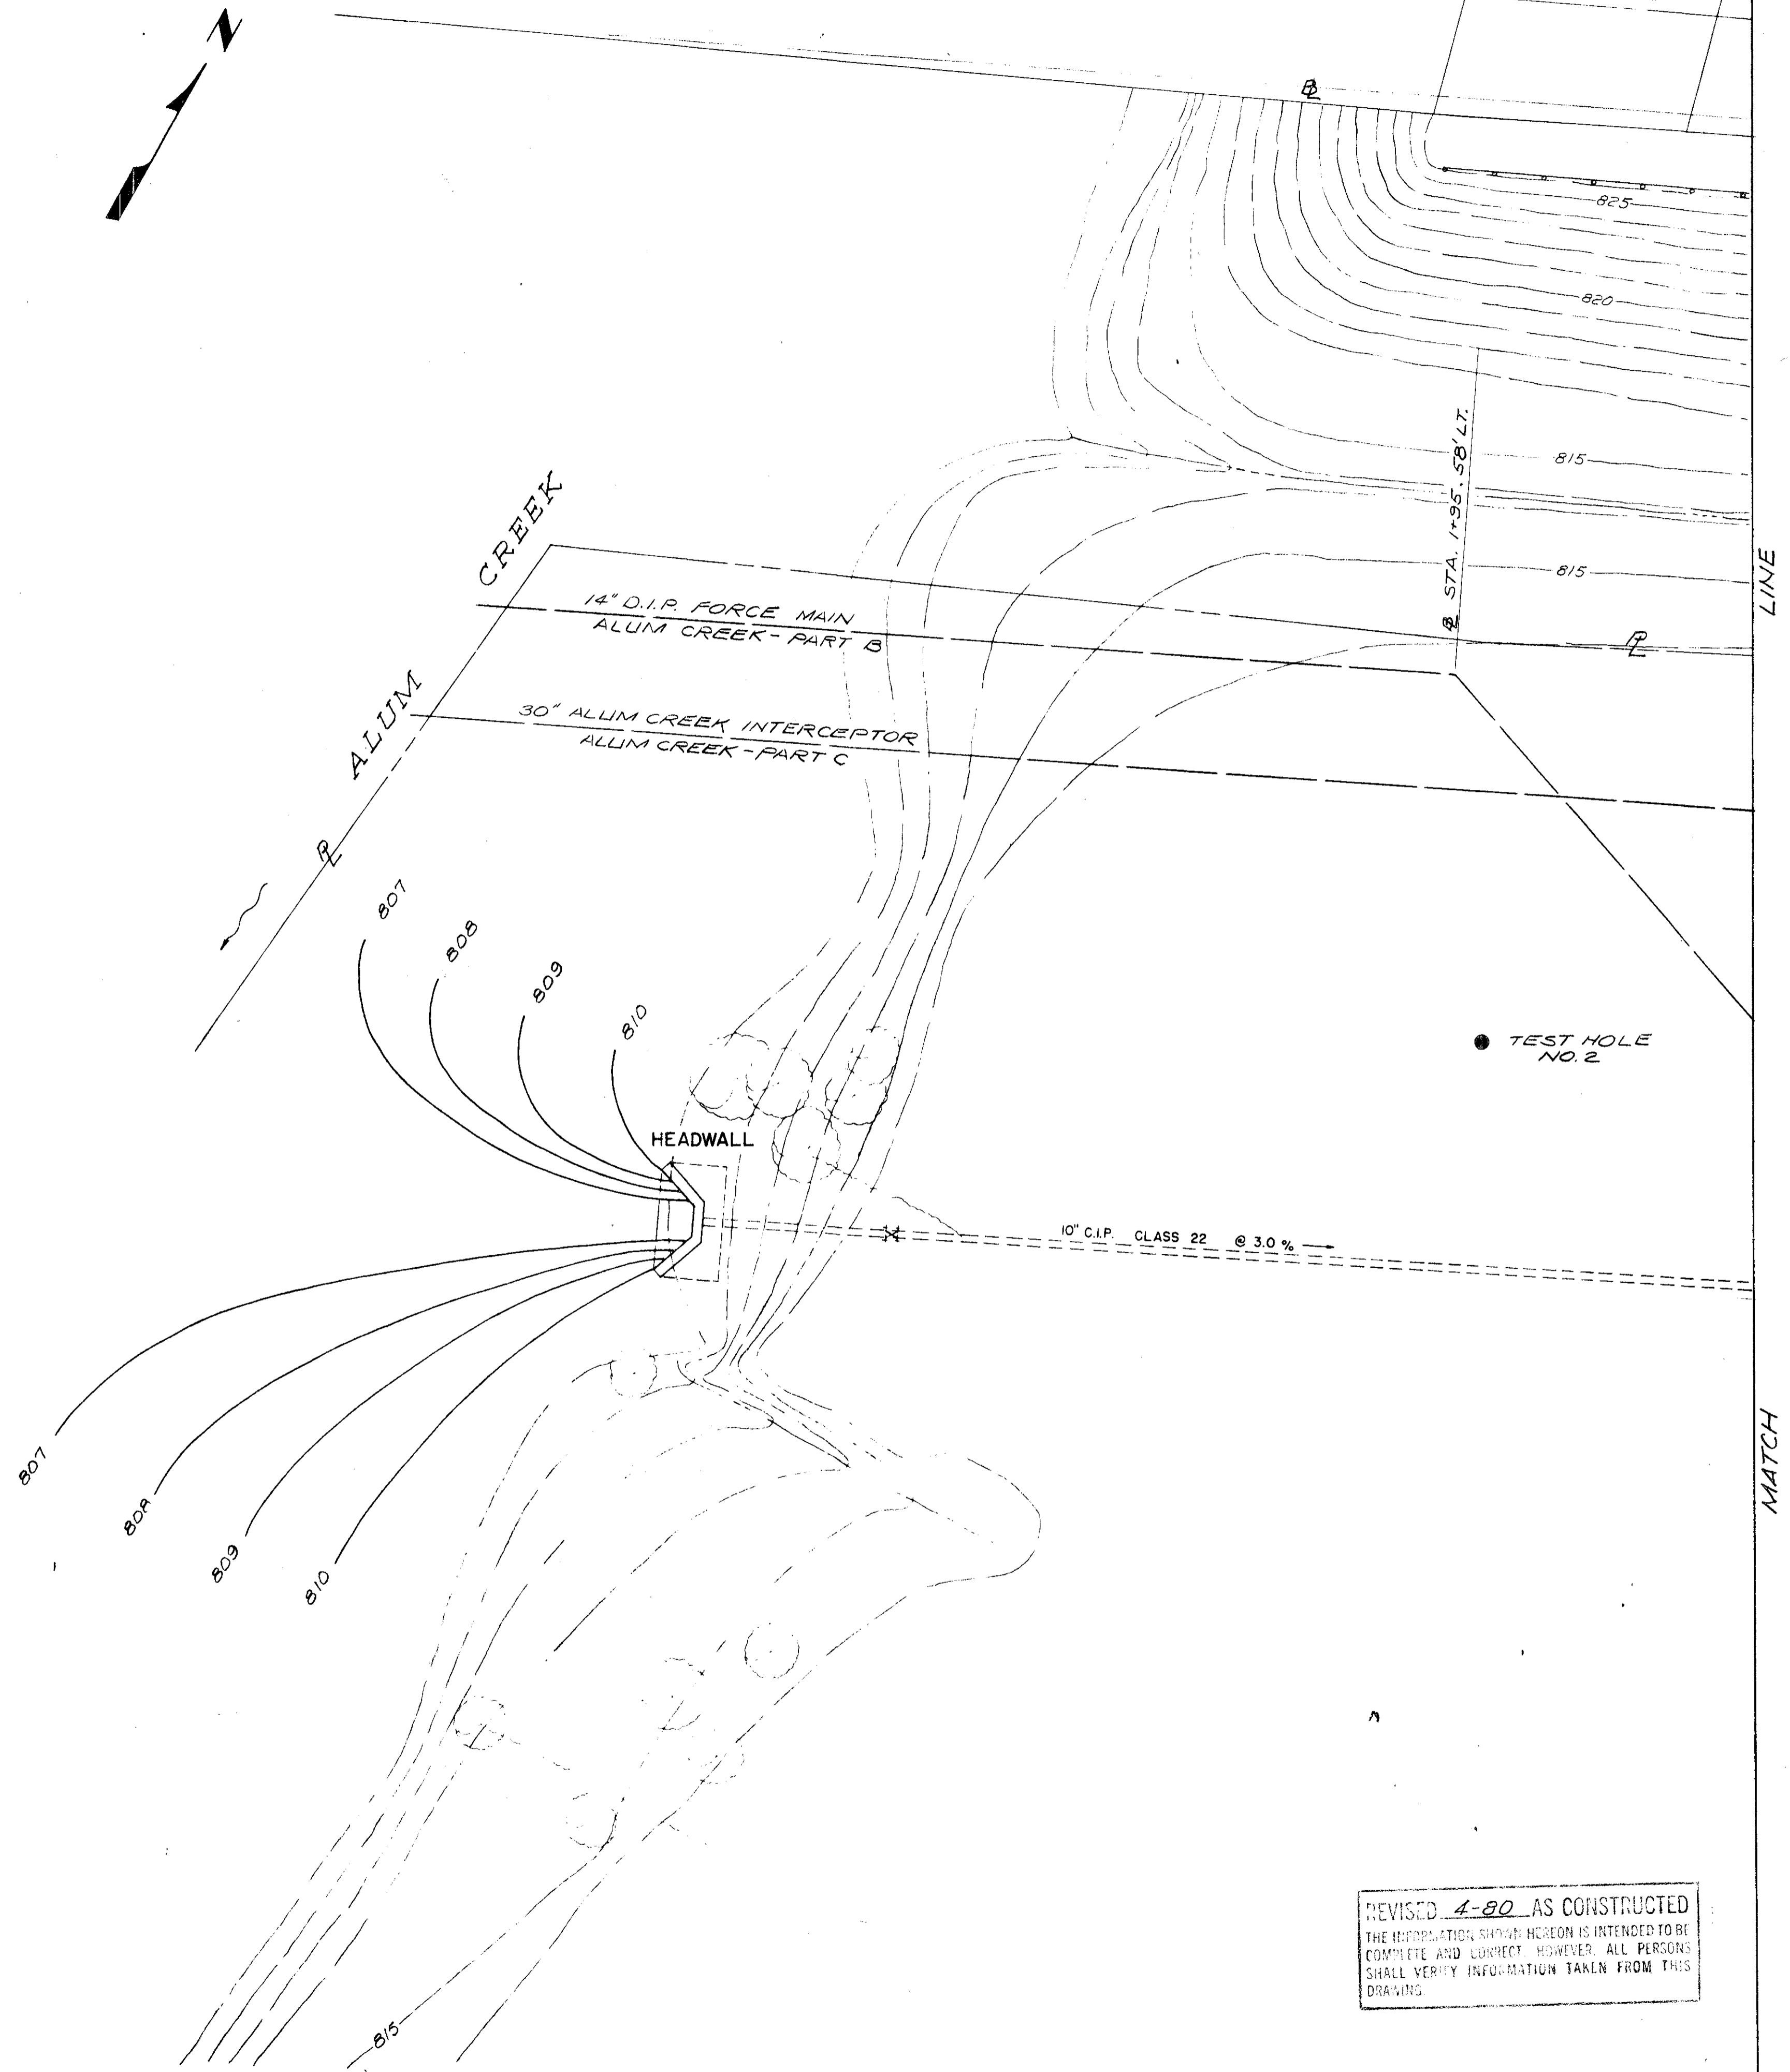 N
℄
825
820
815
815
℄ STA. 1+95.58' LT.
LINE
ALUM CREEK
14" D.I.P. FORCE MAIN
ALUM CREEK - PART B
30" ALUM CREEK INTERCEPTOR
ALUM CREEK - PART C
℄
℄
807
808
809
810
TEST HOLE
NO. 2
HEADWALL
10" C.I.P. CLASS 22 @ 3.0 %
807
808
809
810
MATCH
815
REVISED 4-80 AS CONSTRUCTED
THE INFORMATION SHOWN HEREON IS INTENDED TO BE
COMPLETE AND CORRECT. HOWEVER, ALL PERSONS
SHALL VERIFY INFORMATION TAKEN FROM THIS
DRAWING.